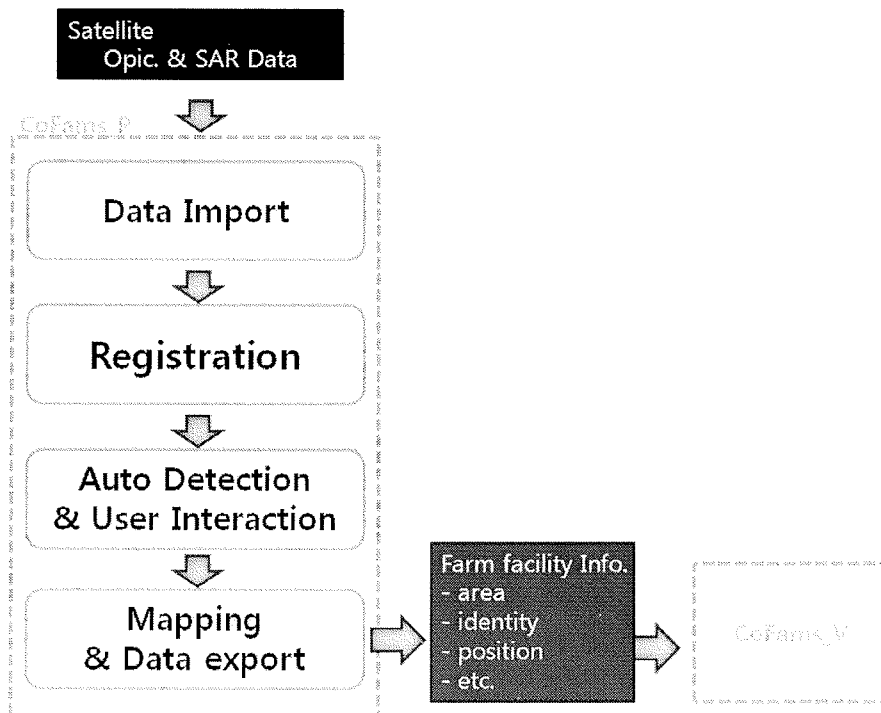 Satellite
Opic. & SAR Data
CoFams_P
Data Import
Registration
Auto Detection
& User Interaction
Mapping
& Data export
Farm facility Info.
- area
- identity
- position
- etc.
CoFams_V